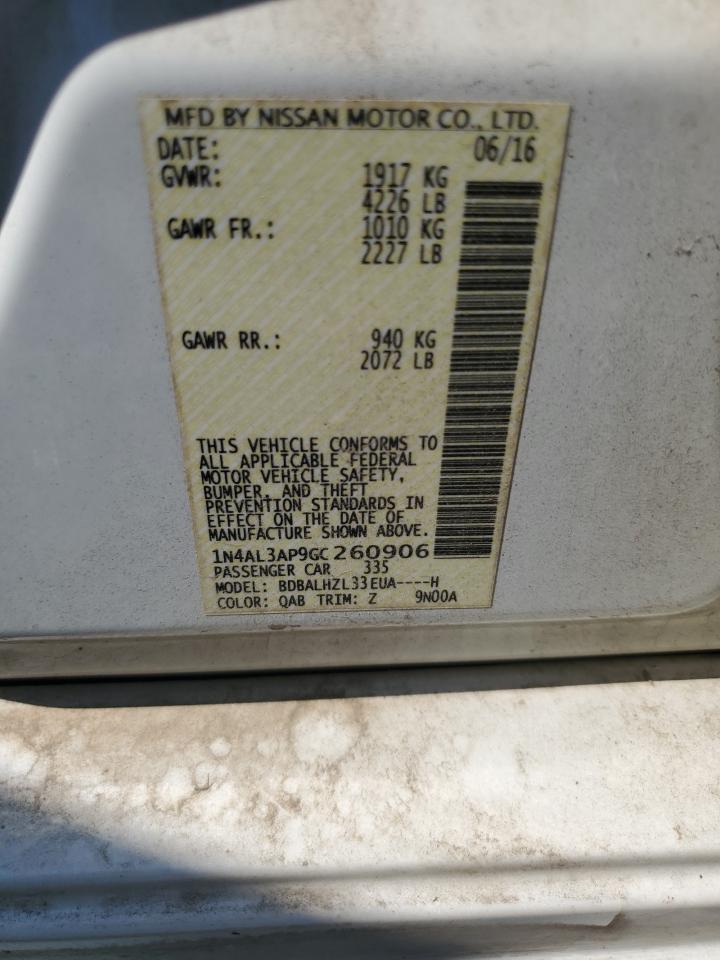 MFD BY NISSAN MOTOR CO., LTD.
DATE: 06/16
GVWR: 1917 KG
4226 LB
GAWR FR.: 1010 KG
2227 LB
GAWR RR.: 940 KG
2072 LB
THIS VEHICLE CONFORMS TO
ALL APPLICABLE FEDERAL
MOTOR VEHICLE SAFETY,
BUMPER, AND THEFT
PREVENTION STANDARDS IN
EFFECT ON THE DATE OF
MANUFACTURE SHOWN ABOVE.
1N4AL3AP9GC260906
PASSENGER CAR 335
MODEL: BDBALHZL33EUA----H
COLOR: QAB TRIM: Z 9N00A